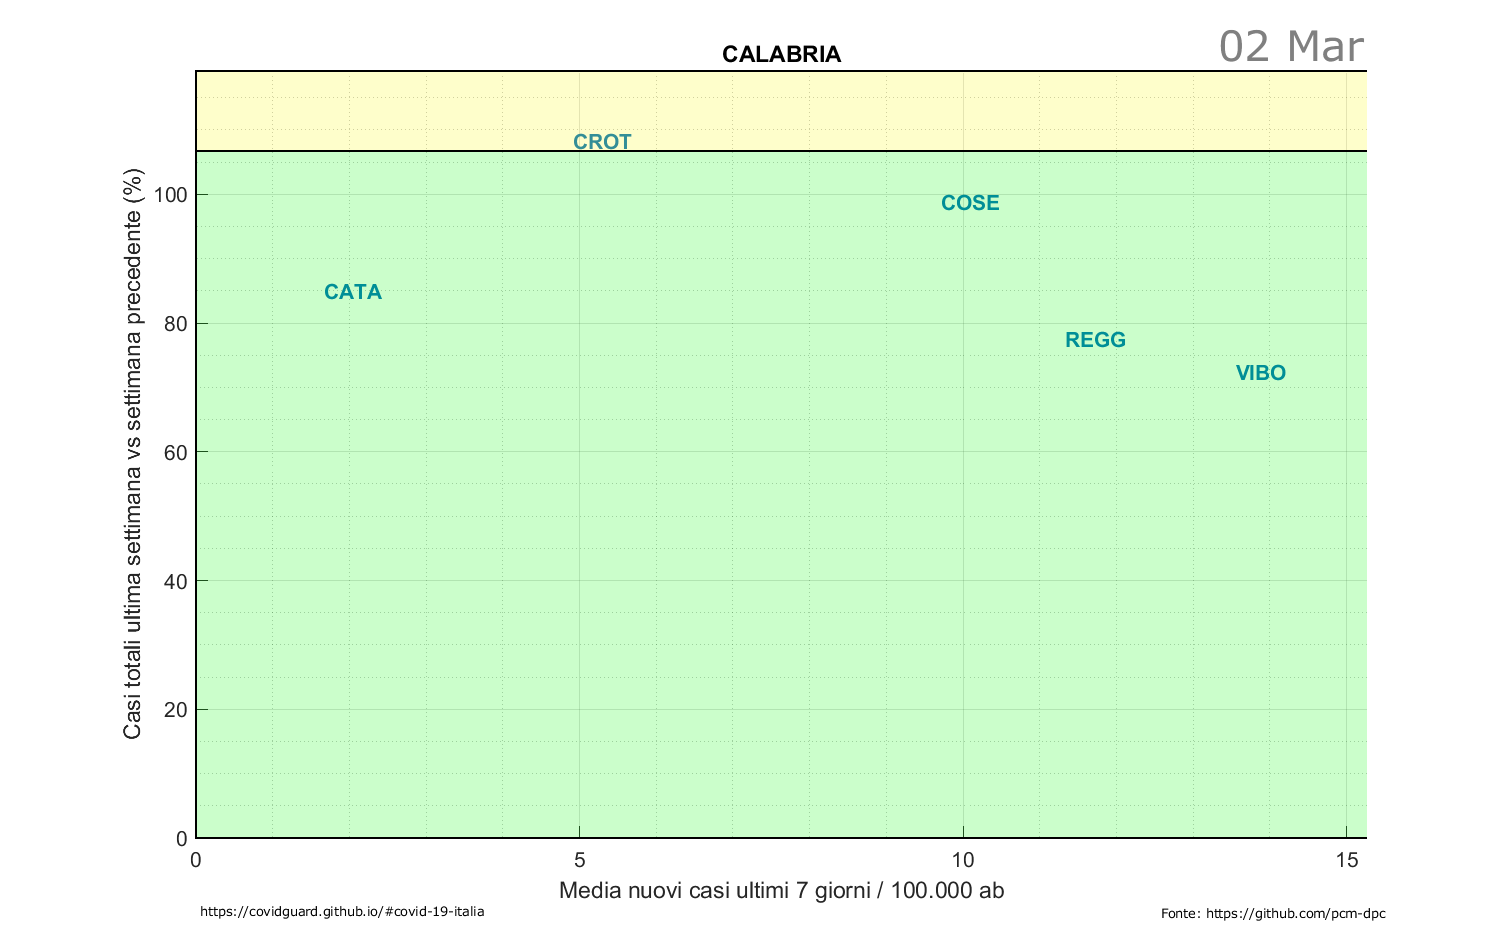 02 Mar
CALABRIA
CROT
COSE
CATA
REGG
VIBO
Casi totali ultima settimana vs settimana precedente (%)
100
80
60
40
20
0
0 5 10 15
Media nuovi casi ultimi 7 giorni / 100.000 ab
https://covidguard.github.io/#covid-19-italia
Fonte: https://github.com/pcm-dpc